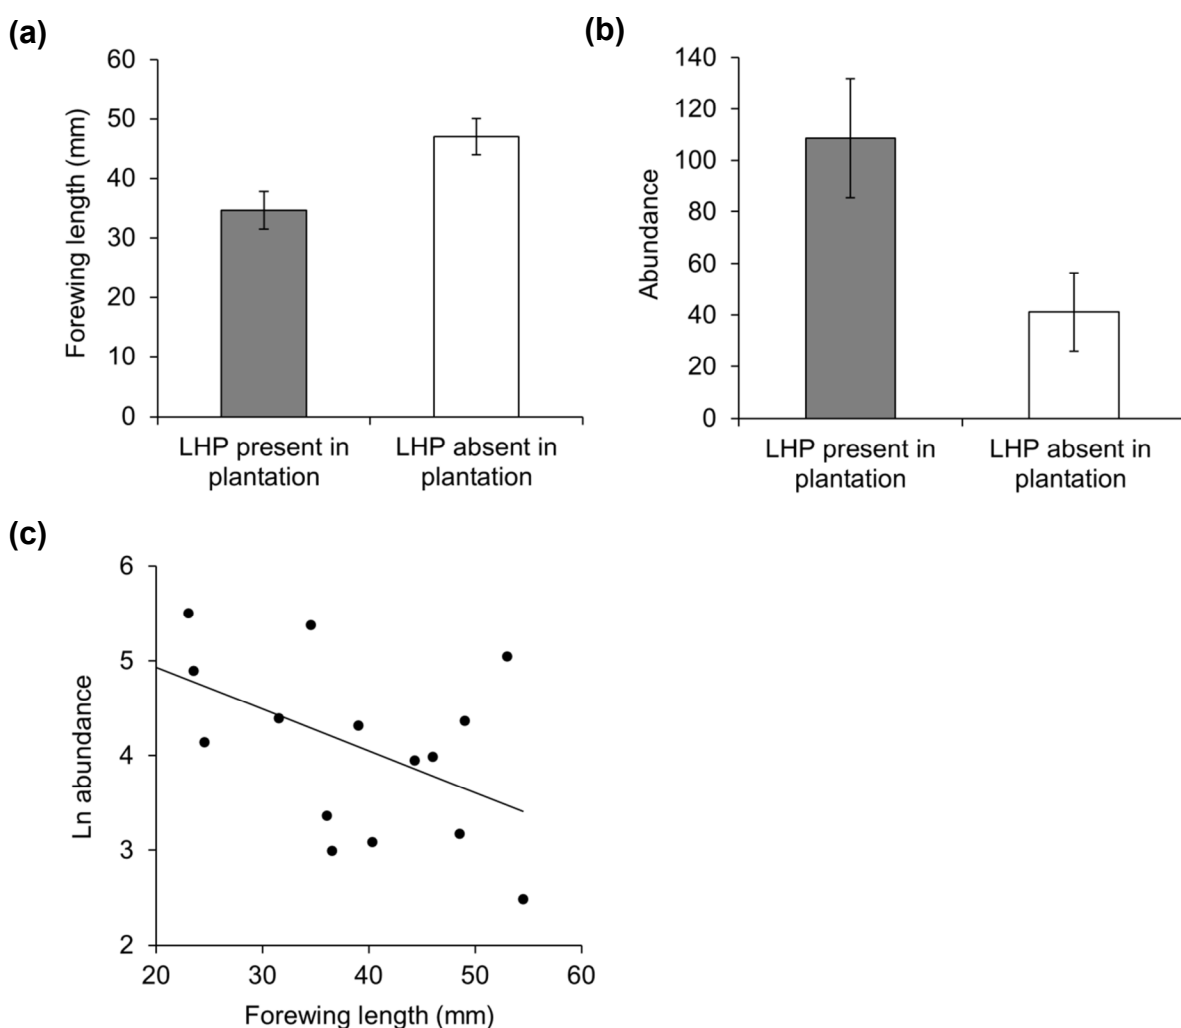 (a)
60
50
40
30
20
10
0
Forewing length (mm)
LHP present in
plantation
LHP absent in
plantation
(b)
140
120
100
80
60
40
20
0
Abundance
LHP present in
plantation
LHP absent in
plantation
(c)
6
5
4
3
2
Ln abundance
20 30 40 50 60
Forewing length (mm)